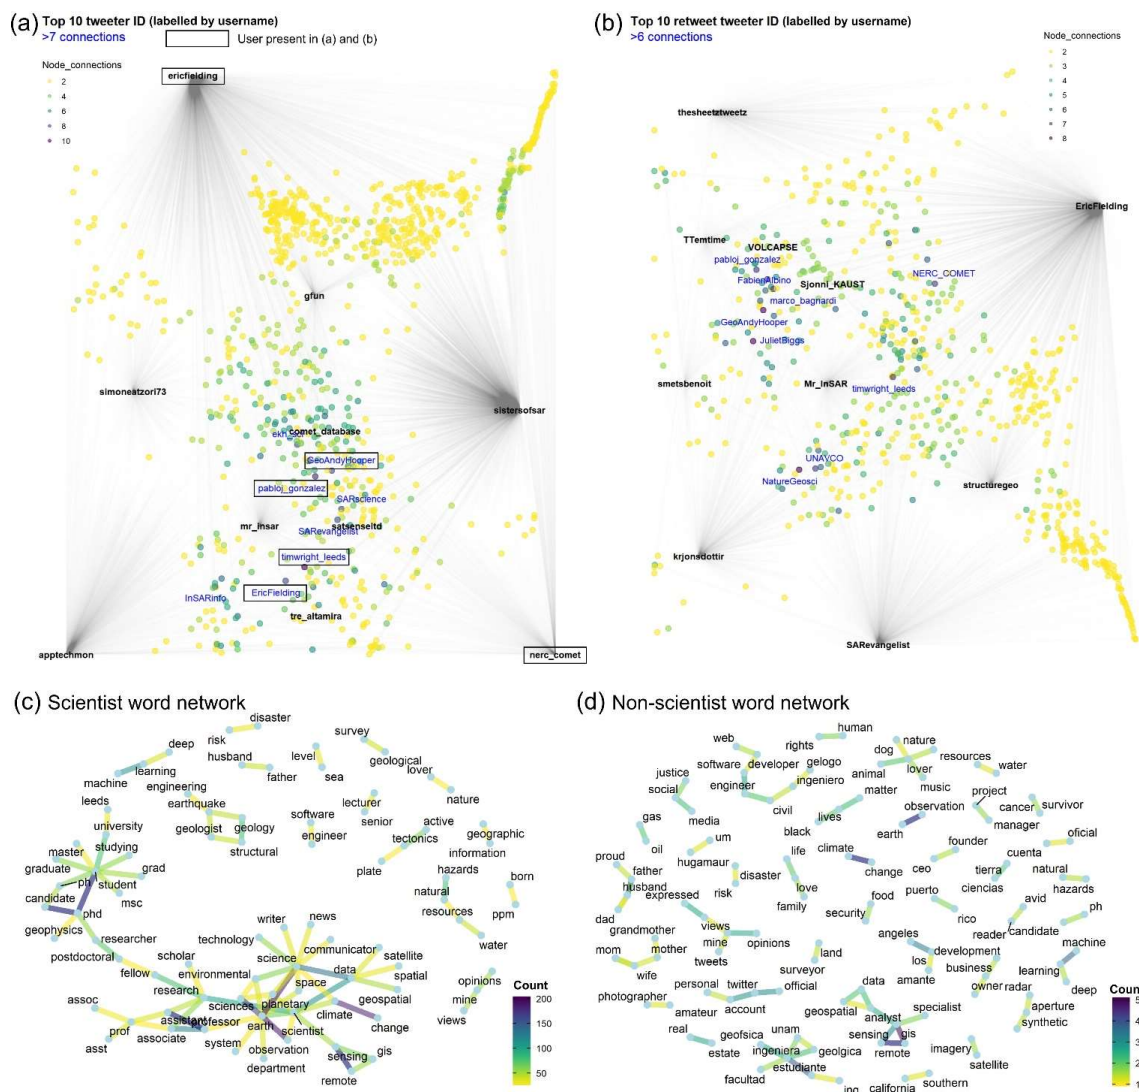 (a) Top 10 tweeter ID (labelled by username)
>7 connections
User present in (a) and (b)
Node_connections
2
4
6
8
10
ericfielding
gfun
simoneatzori73
sistersofsar
comet_database
GeoAndyHooper
pabloj_gonzalez
SARscience
mr_insar
satsenseltd
SARevangelist
timwright_leeds
InSARinfo
EricFielding
tre_altamira
apptechmon
nerc_comet
(b) Top 10 retweet tweeter ID (labelled by username)
>6 connections
Node_connections
2
3
4
5
6
7
8
thesheetztweetz
EricFielding
TTemtime
VOLCAPSE
pabloj_gonzalez
NERC_COMET
FabienAlbino
Sjonni_KAUST
marco_bagnardi
GeoAndyHooper
JulietBiggs
smetsbenoit
Mr_InSAR
timwright_leeds
UNAVCO
NatureGeosci
structuregeo
krjonsdottir
SARevangelist
(c) Scientist word network
disaster
risk
deep
husband
level
survey
machine
learning
father
sea
geological
lover
engineering
nature
leeds
earthquake
lecturer
software
university
senior
active
geologist
geology
engineer
tectonics
master
studying
structural
geographic
graduate
grad
plate
information
ph
student
hazards
candidate
msc
natural
born
phd
geophysics
writer
news
resources
ppm
researcher
technology
communicator
water
postdoctoral
scholar
science
satellite
fellow
environmental
data
space
spatial
opinions
research
sciences
planetary
geospatial
mine
assoc
assistant
professor
climate
views
prof
earth
scientist
change
associate
system
asst
observation
sensing
gis
department
remote
Count
200
150
100
50
(d) Non-scientist word network
human
web
rights
nature
dog
resources
software
developer
gelogo
justice
ingeniero
animal
lover
water
social
engineer
music
project
civil
matter
observation
cancer
survivor
media
lives
gas
black
earth
manager
um
climate
founder
oficial
oil
life
proud
hugamaur
cuenta
father
disaster
change
ceo
tierra
natural
husband
love
food
ciencias
expressed
risk
puerto
hazards
dad
family
avid
views
security
rico
ph
grandmother
reader
candidate
mine
opinions
land
angeles
machine
mom
mother
tweets
development
surveyor
los
business
learning
wife
personal
official
data
amante
photographer
twitter
owner
radar
deep
amateur
account
geospatial
specialist
aperture
real
analyst
unam
sensing
gis
synthetic
geofsica
estate
ingeniera
geolgica
remote
imagery
facultad
estudiante
satellite
southern
ing
california
Count
5
4
3
2
1